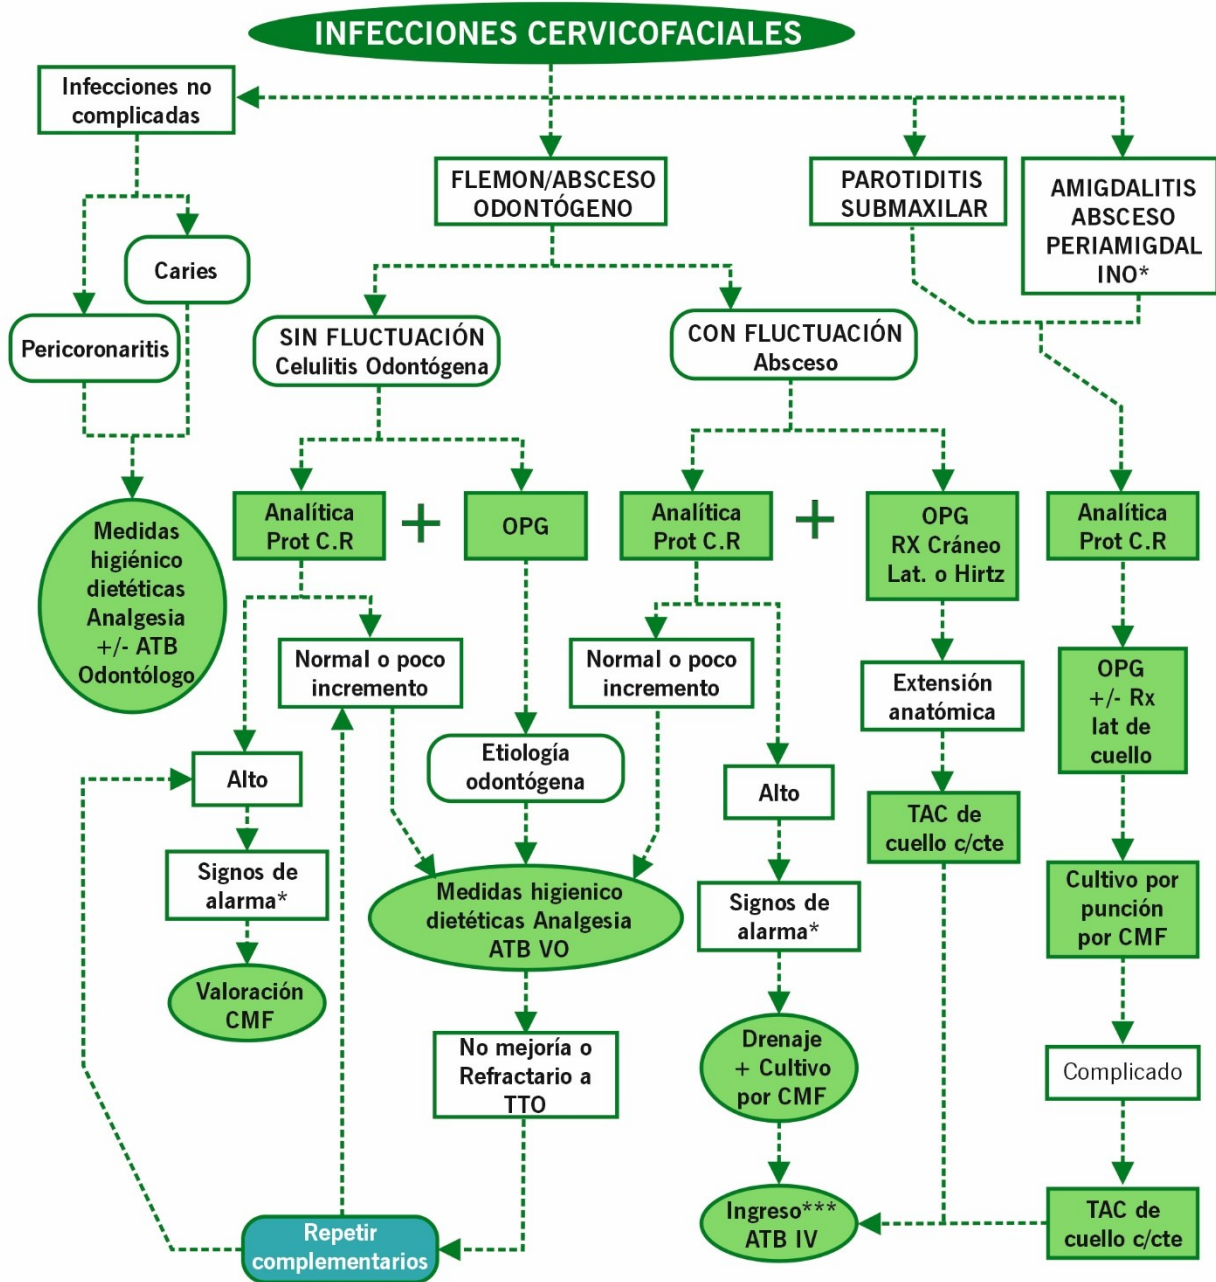 INFECCIONES CERVICOFACIALES
Infecciones no
complicadas
FLEMON/ABSCESO
ODONTÓGENO
PAROTIDITIS
SUBMAXILAR
AMIGDALITIS
ABSCESO
PERIAMIGDAL
INO*
Caries
Pericoronaritis
SIN FLUCTUACIÓN
Celulitis Odontógena
CON FLUCTUACIÓN
Absceso
Medidas
higiénico
dietéticas
Analgesia
+/- ATB
Odontólogo
Analítica
Prot C.R
+
OPG
Analítica
Prot C.R
+
OPG
RX Cráneo
Lat. o Hirtz
Analítica
Prot C.R
Normal o poco
incremento
Normal o poco
incremento
Extensión
anatómica
OPG
+/- Rx
lat de
cuello
Alto
Etiología
odontógena
Alto
TAC de
cuello c/cte
Signos de
alarma*
Medidas higienico
dietéticas Analgesia
ATB VO
Signos de
alarma*
Cultivo por
punción
por CMF
Valoración
CMF
No mejoría o
Refractario a
TTO
Drenaje
+ Cultivo
por CMF
Complicado
Repetir
complementarios
Ingreso***
ATB IV
TAC de
cuello c/cte